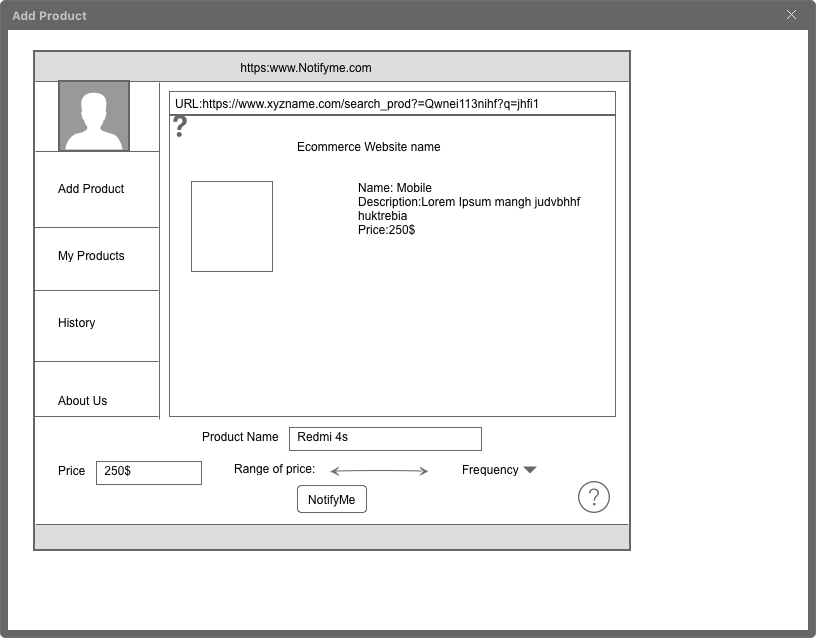 Add Product
https:www.Notifyme.com
URL:https://www.xyzname.com/search_prod?=Qwnei113nihf?q=jhfi1
?
Ecommerce Website name
Add Product
My Products
History
About Us
Name: Mobile
Description:Lorem Ipsum mangh judvbhhf
huktrebia
Price:250$
Product Name Redmi 4s
Price 250$ Range of price: Frequency
NotifyMe
?